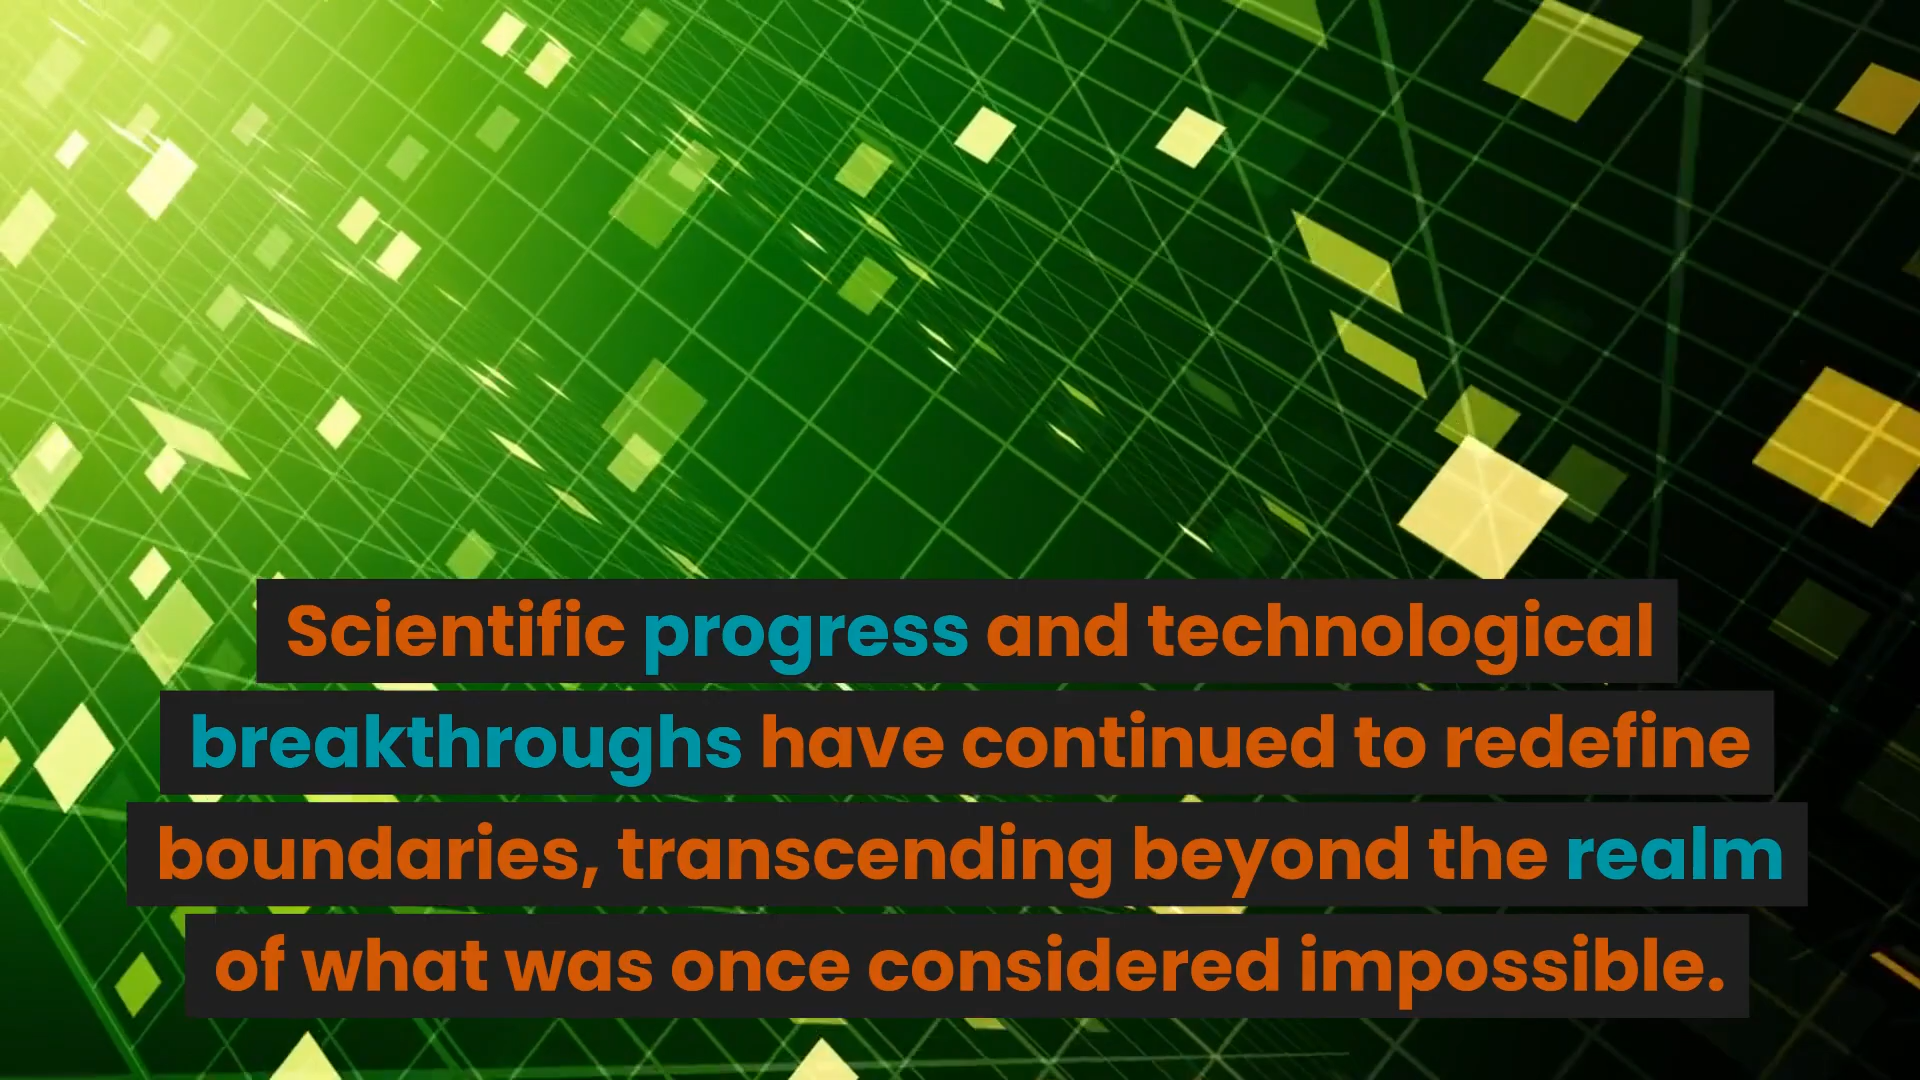 Scientific progress and technological
breakthroughs have continued to redefine
boundaries, transcending beyond the realm
of what was once considered impossible.